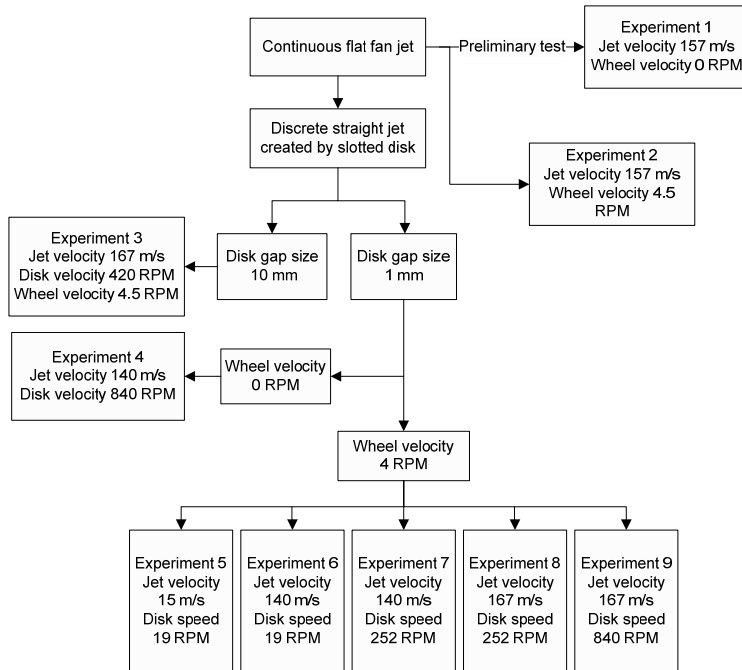 Continuous flat fan jet
Preliminary test
Experiment 1
Jet velocity 157 m/s
Wheel velocity 0 RPM
Discrete straight jet
created by slotted disk
Experiment 2
Jet velocity 157 m/s
Wheel velocity 4.5
RPM
Experiment 3
Jet velocity 167 m/s
Disk velocity 420 RPM
Wheel velocity 4.5 RPM
Disk gap size
10 mm
Disk gap size
1 mm
Experiment 4
Jet velocity 140 m/s
Disk velocity 840 RPM
Wheel velocity
0 RPM
Wheel velocity
4 RPM
Experiment 5
Jet velocity
15 m/s
Disk speed
19 RPM
Experiment 6
Jet velocity
140 m/s
Disk speed
19 RPM
Experiment 7
Jet velocity
140 m/s
Disk speed
252 RPM
Experiment 8
Jet velocity
167 m/s
Disk speed
252 RPM
Experiment 9
Jet velocity
167 m/s
Disk speed
840 RPM